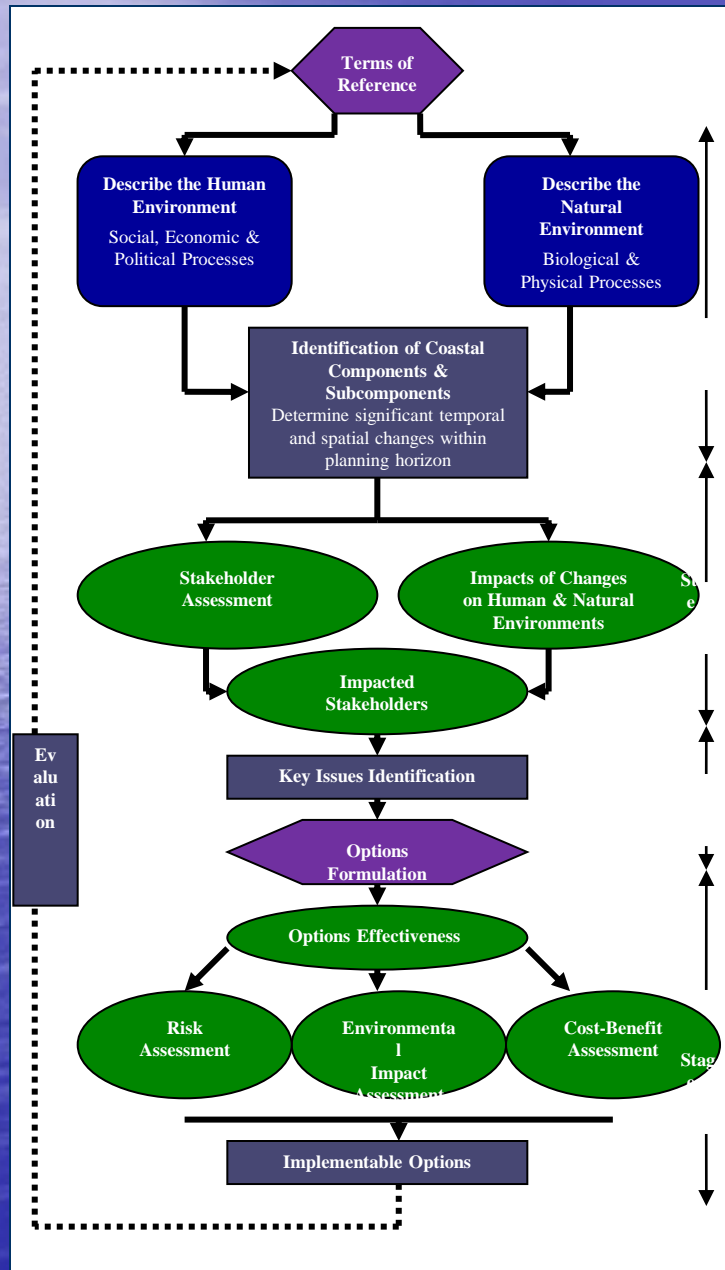 Terms of
Reference
Describe the Human
Environment
Social, Economic &
Political Processes
Describe the
Natural
Environment
Biological &
Physical Processes
Identification of Coastal
Components &
Subcomponents
Determine significant temporal
and spatial changes within
planning horizon
Stakeholder
Assessment
Impacts of Changes
on Human & Natural
Environments
Impacted
Stakeholders
Ev
alu
ati
on
Key Issues Identification
Options
Formulation
Options Effectiveness
Risk
Assessment
Environmenta
l
Impact
Assessment
Cost-Benefit
Assessment
Stag
Implementable Options